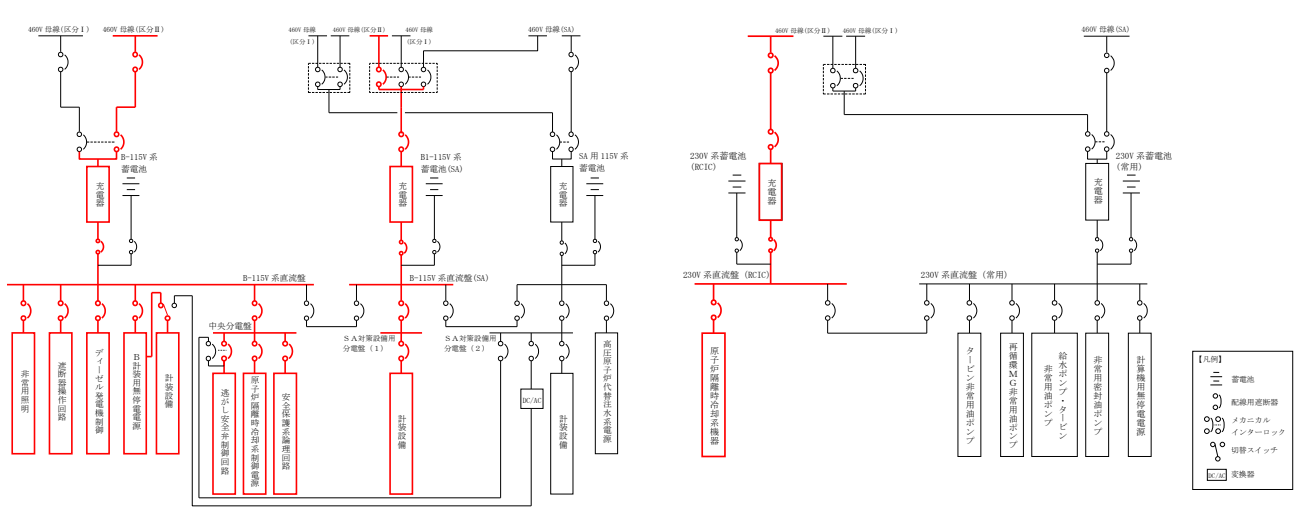 460V 母線(区分Ⅰ)
460V 母線(区分Ⅱ)
460V 母線
(区分Ⅰ)
460V 母線(区分Ⅱ)
460V 母線
(区分Ⅰ)
460V 母線(SA)
460V 母線(区分Ⅱ)
460V 母線(区分Ⅰ)
460V 母線(SA)
B-115V 系
蓄電池
B1-115V 系
蓄電池(SA)
SA 用 115V 系
蓄電池
230V 系蓄電池
(RCIC)
230V 系蓄電池
(常用)
充電器
充電器
充電器
充電器
充電器
B-115V 系直流盤
B-115V 系直流盤(SA)
230V 系直流盤 (RCIC)
230V 系直流盤 (常用)
中央分電盤
SA対策設備用
分電盤 (1)
SA対策設備用
分電盤 (2)
非常用照明
遮断器操作回路
ディーゼル発電機制御
B計装用無停電電源
計装設備
逃がし安全弁制御回路
原子炉隔離時冷却系制御電源
安全保護系論理回路
計装設備
DC/AC
計装設備
高圧原子炉代替注水系電源
原子炉隔離時冷却系機器
タービン非常用油ポンプ
再循環MG非常用油ポンプ
給水ポンプ・タービン
非常用油ポンプ
非常用密封油ポンプ
計算機用無停電電源
【凡例】
蓄電池
配線用遮断器
メカニカル
インターロック
切替スイッチ
DC/AC
変換器